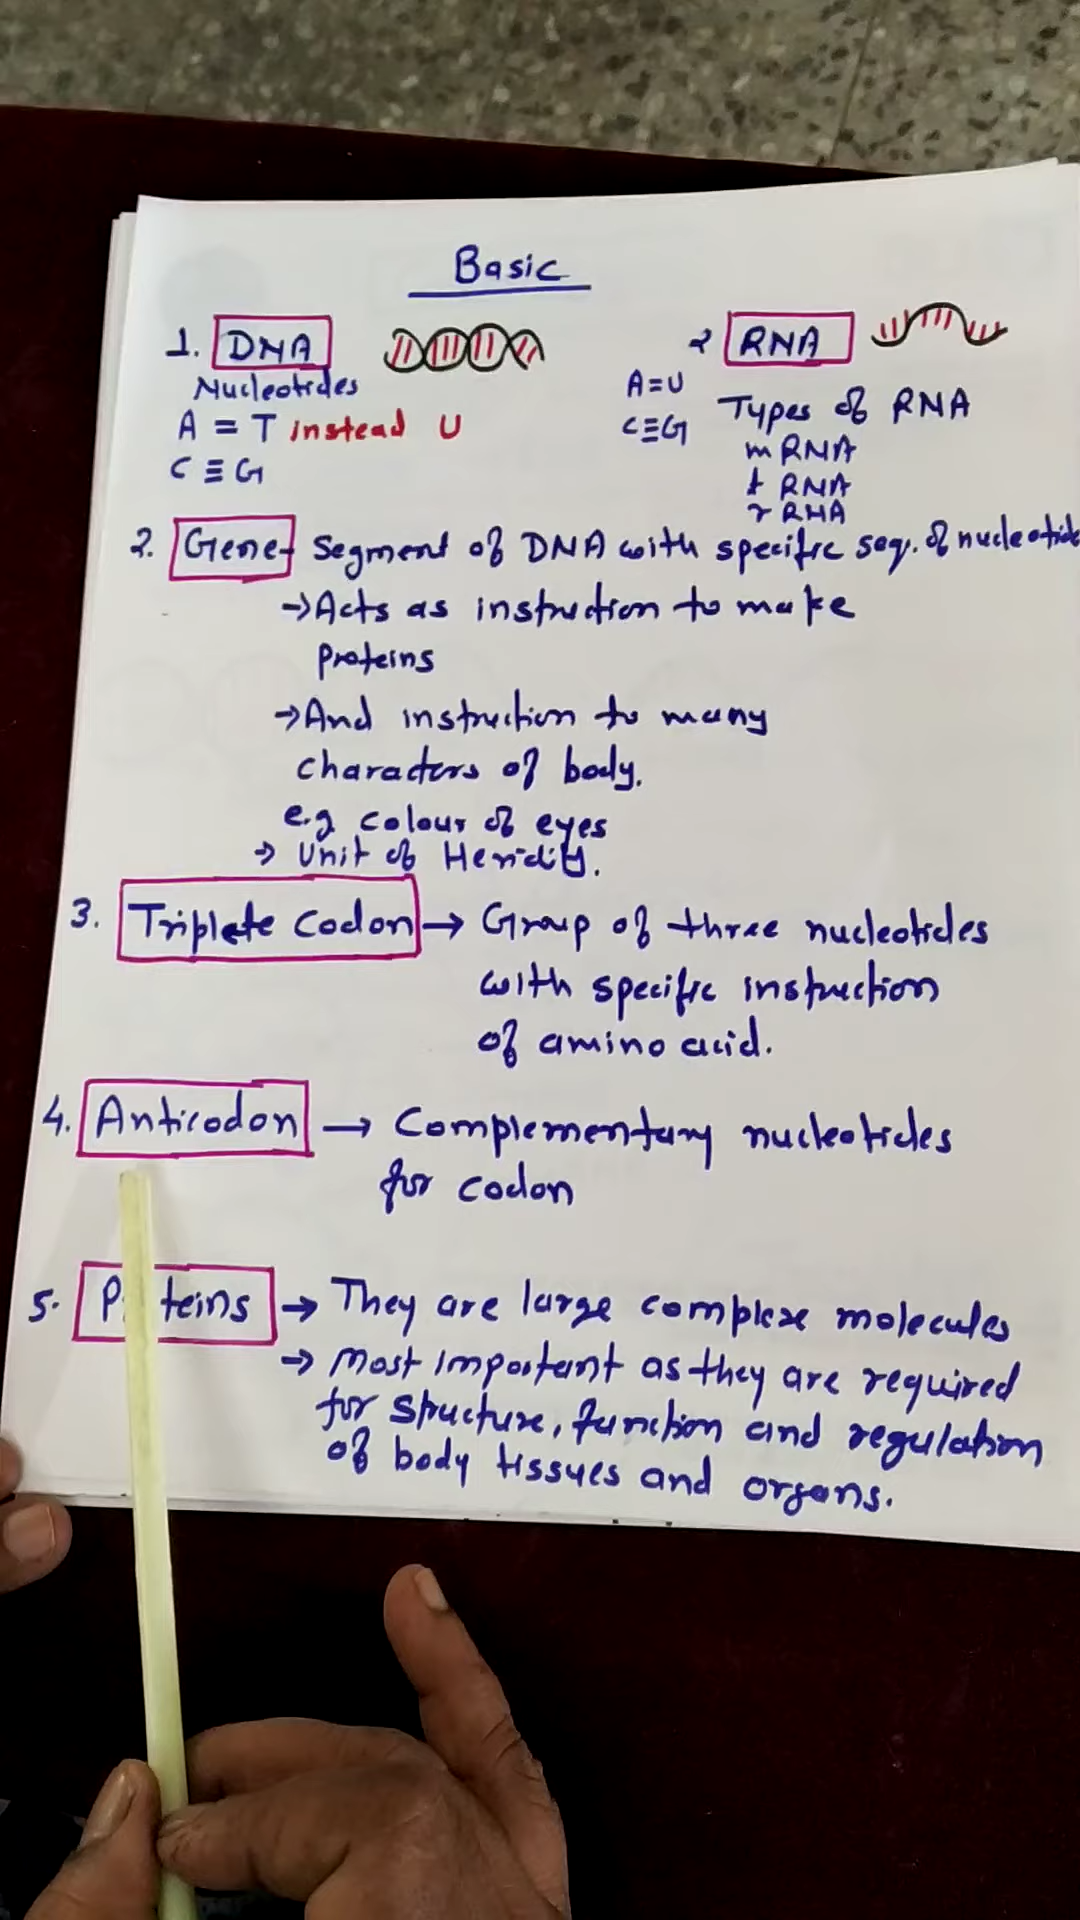 Basic
1. DNA
Nucleotides
A = T instead U
C ≡ G
2 RNA
A=U
C≡G
Types of RNA
mRNA
t RNA
r RNA
2. Gene- Segment of DNA with specific seq. of nucleotide
→Acts as instruction to make
Proteins
→And instruction to many
characters of body.
e.g colour of eyes
→ Unit of
3. Triplete Codon → Group of three nucleotides
with specific instruction
of amino acid.
4. Anticodon → Complementary nucleotides
for codon
5. → They are large complex molecules
→ Most important as they are required
for structure, function and regulation
of body tissues and organs.